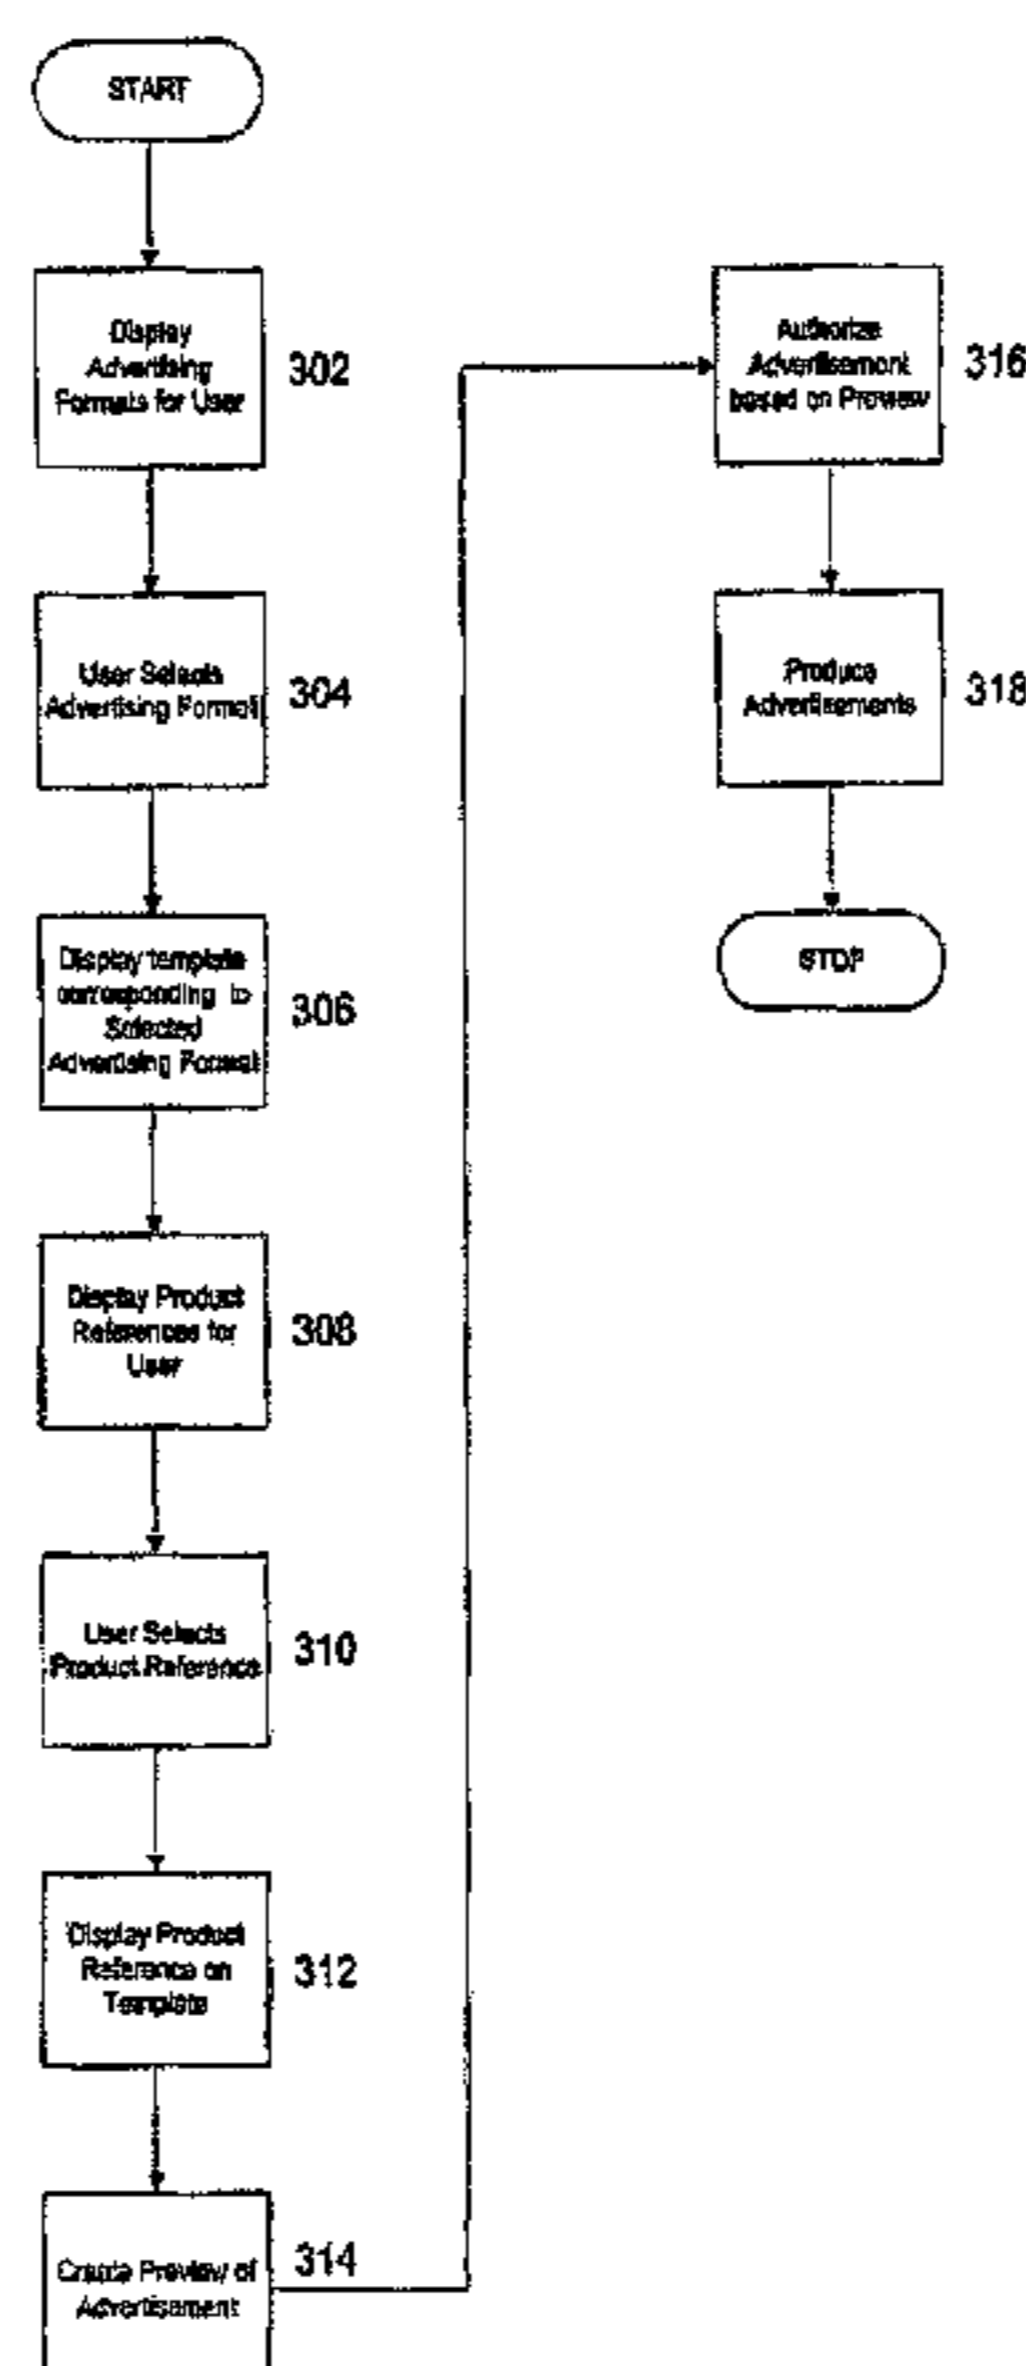 START
Display
Advertising
Formats for User
302
User Selects
Advertising Format
304
Display template
corresponding to
Selected
Advertising Format
306
Display Product
References for
User
308
User Selects
Product Reference
310
Display Product
Reference on
Template
312
Create Preview of
Advertisement
314
Authorize
Advertisement
based on Preview
316
Produce
Advertisements
318
STOP